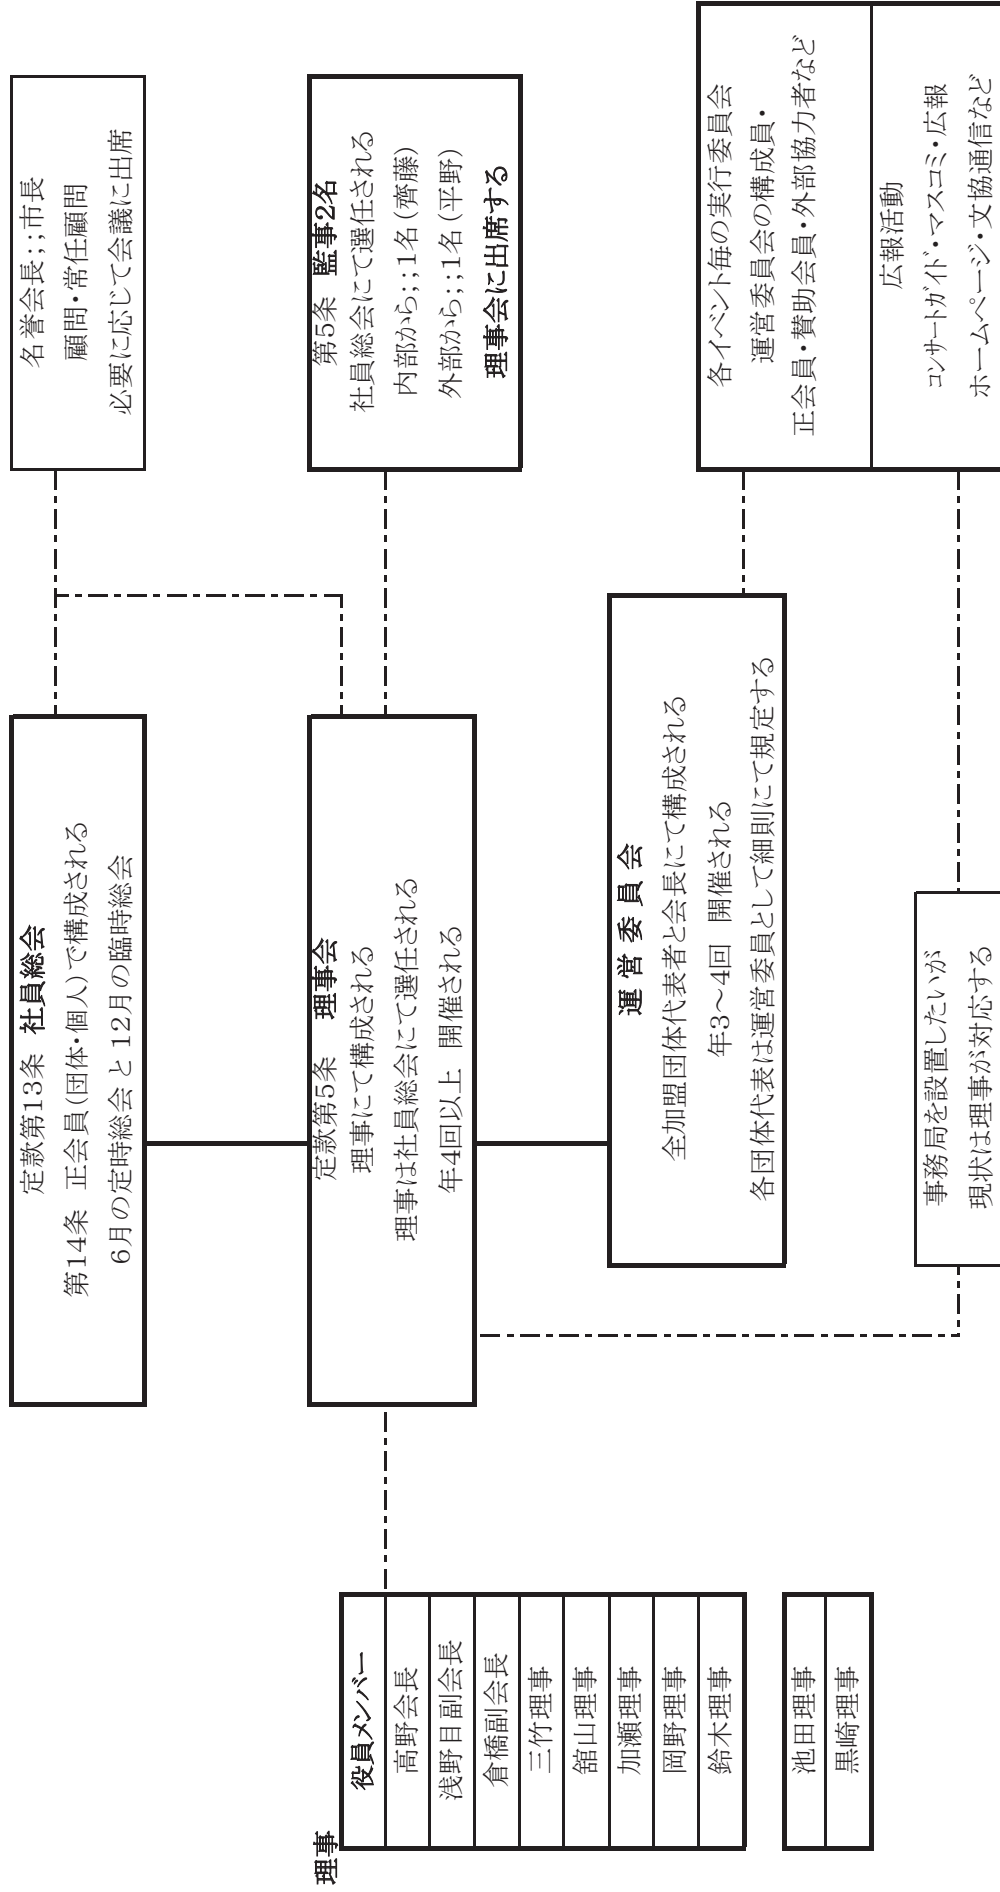 理事
役員メンバー
高野会長
浅野目副会長
倉橋副会長
三竹理事
舘山理事
加瀬理事
岡野理事
鈴木理事
池田理事
黒崎理事
定款第13条 社員総会
第14条 正会員(団体・個人)で構成される
6月の定時総会 と 12月の臨時総会
定款第5条 理事会
理事にて構成される
理事は社員総会にて選任される
年4回以上 開催される
運 営 委 員 会
全加盟団体代表者と会長にて構成される
年3～4回 開催される
各団体代表は運営委員として細則にて規定する
事務局を設置したいが
現状は理事が対応する
名誉会長;;市長
顧問・常任顧問
必要に応じて会議に出席
第5条 監事2名
社員総会にて選任される
内部から;;1名(齊藤)
外部から;;1名(平野)
理事会に出席する
各イベント毎の実行委員会
運営委員会の構成員・
正会員・賛助会員・外部協力者など
広報活動
コンサートガイド・マスコミ・広報
ホームページ・文協通信など